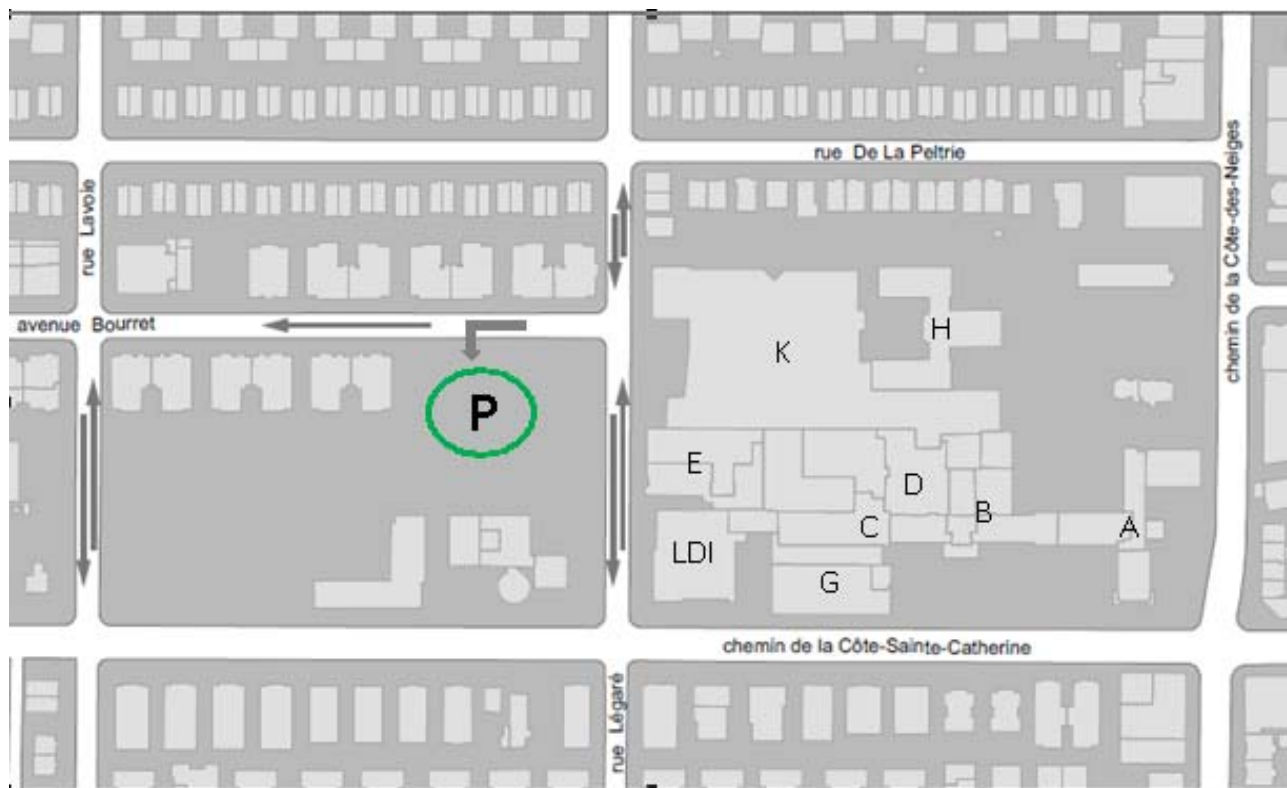 rue De La Peltrie
chemin de la Côte-des-Neiges
rue Lavoie
avenue Bourret
H
K
P
E
D
B
C
A
LDI
G
chemin de la Côte-Sainte-Catherine
rue Légaré